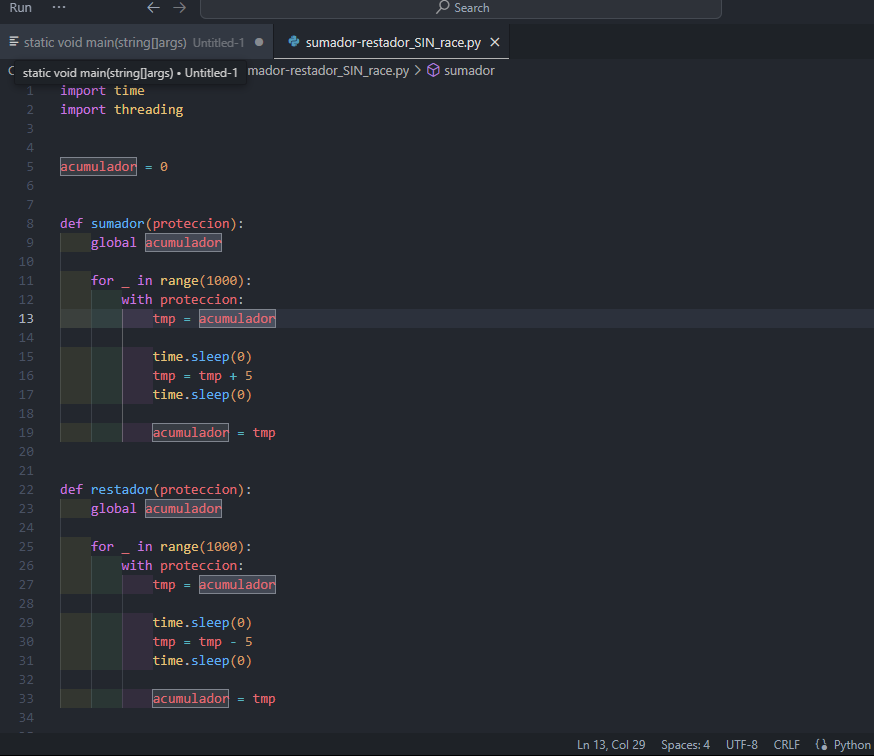 Run ··· ← → Search
static void main(string[]args) Untitled-1 ● sumador-restador_SIN_race.py ×
static void main(string[]args) • Untitled-1 mador-restador_SIN_race.py > sumador
1 import time
2 import threading
3
4
5 acumulador = 0
6
7
8 def sumador(proteccion):
9 global acumulador
10
11 for _ in range(1000):
12 with proteccion:
13 tmp = acumulador
14
15 time.sleep(0)
16 tmp = tmp + 5
17 time.sleep(0)
18
19 acumulador = tmp
20
21
22 def restador(proteccion):
23 global acumulador
24
25 for _ in range(1000):
26 with proteccion:
27 tmp = acumulador
28
29 time.sleep(0)
30 tmp = tmp - 5
31 time.sleep(0)
32
33 acumulador = tmp
34
Ln 13, Col 29 Spaces: 4 UTF-8 CRLF Python